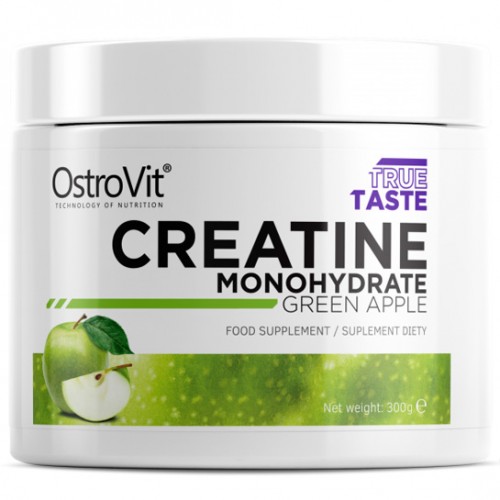 OstroVit®
TECHNOLOGY OF NUTRITION
TRUE
TASTE
CREATINE
MONOHYDRATE
GREEN APPLE
FOOD SUPPLEMENT / SUPLEMENT DIETY
Net weight: 300g ℮